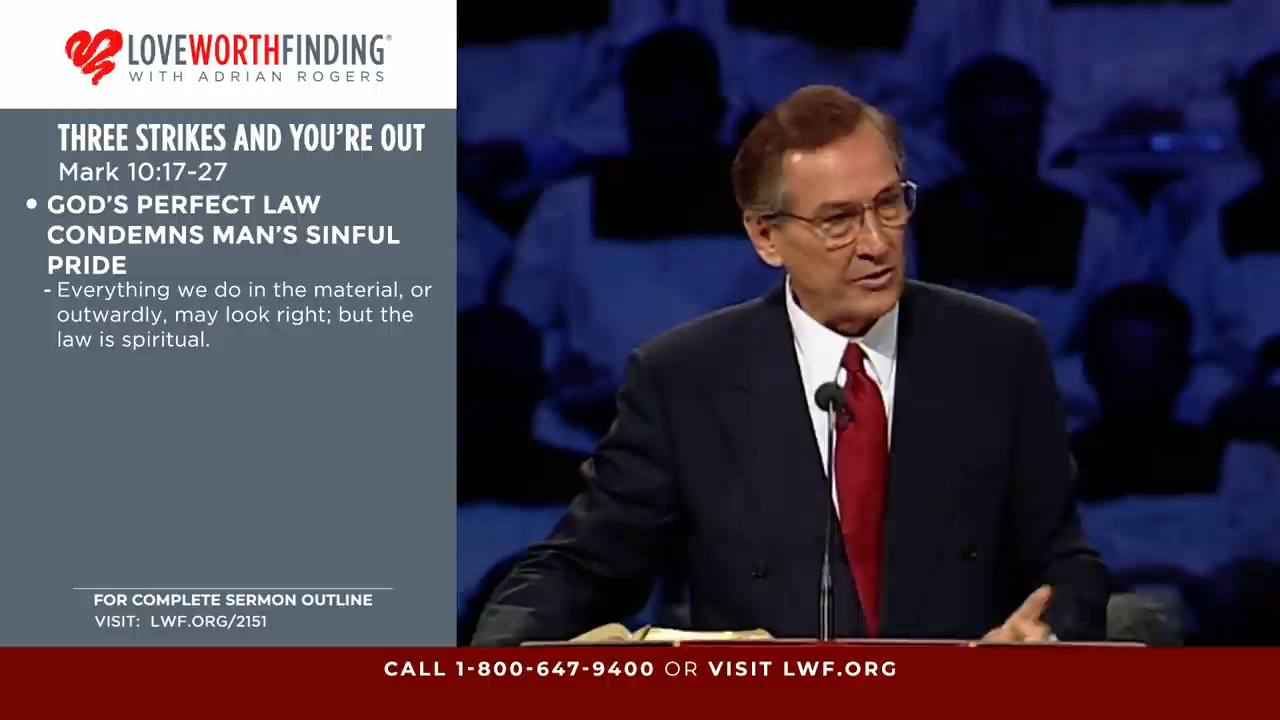 LOVEWORTHFINDING®
WITH ADRIAN ROGERS
THREE STRIKES AND YOU'RE OUT
Mark 10:17-27
• GOD'S PERFECT LAW
CONDEMNS MAN'S SINFUL
PRIDE
- Everything we do in the material, or
outwardly, may look right; but the
law is spiritual.
FOR COMPLETE SERMON OUTLINE
VISIT: LWF.ORG/2151
CALL 1-800-647-9400 OR VISIT LWF.ORG